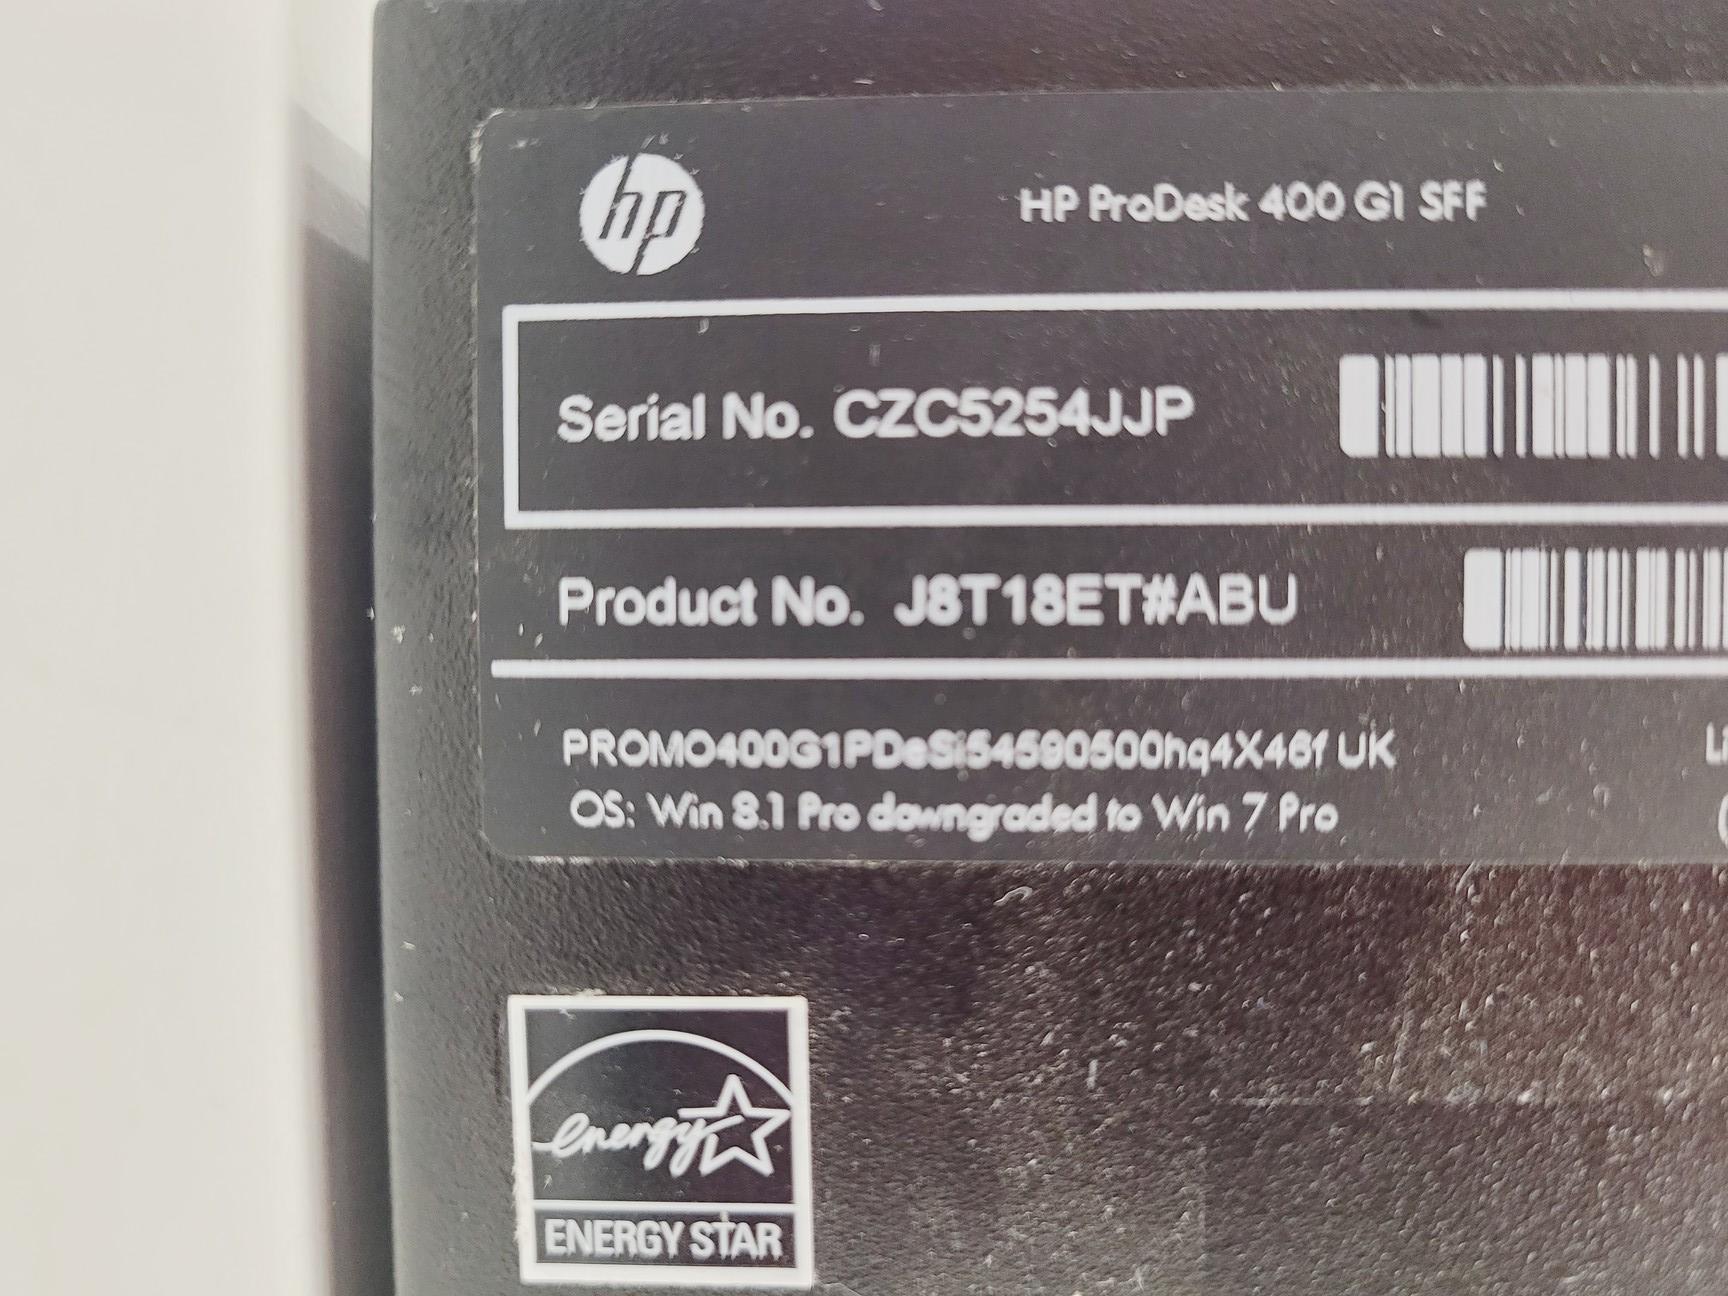 hp
HP ProDesk 400 G1 SFF
Serial No. CZC5254JJP
Product No. J8T18ET#ABU
PROMO400G1PDeSi54590500hq4X46f UK
OS: Win 8.1 Pro downgraded to Win 7 Pro
energy
ENERGY STAR